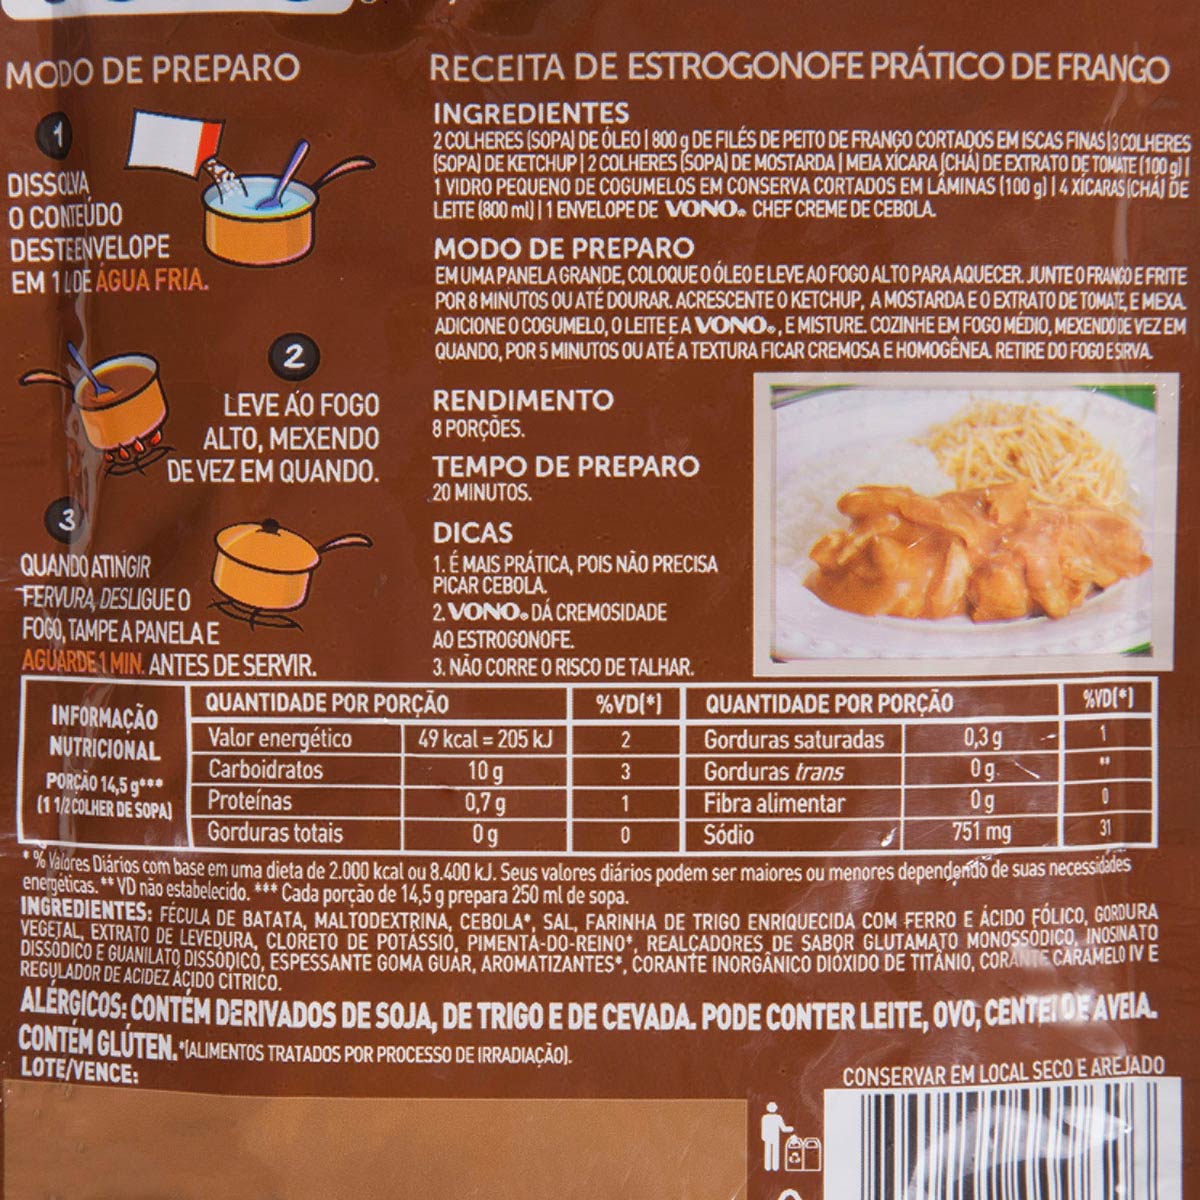 MODO DE PREPARO
1
DISSOLVA
O CONTEÚDO
DESTE ENVELOPE
EM 1 L DE ÁGUA FRIA.
2
LEVE AO FOGO
ALTO, MEXENDO
DE VEZ EM QUANDO.
3
QUANDO ATINGIR
FERVURA, DESLIGUE O
FOGO, TAMPE A PANELA E
AGUARDE 1 MIN. ANTES DE SERVIR.
RECEITA DE ESTROGONOFE PRÁTICO DE FRANGO
INGREDIENTES
2 COLHERES (SOPA) DE ÓLEO | 800 g DE FILÉS DE PEITO DE FRANGO CORTADOS EM ISCAS FINAS | 3 COLHERES
(SOPA) DE KETCHUP | 2 COLHERES (SOPA) DE MOSTARDA | MEIA XÍCARA (CHÁ) DE EXTRATO DE TOMATE (100 g) |
1 VIDRO PEQUENO DE COGUMELOS EM CONSERVA CORTADOS EM LÂMINAS (100 g) | 4 XÍCARAS (CHÁ) DE
LEITE (800 ml) | 1 ENVELOPE DE VONO® CHEF CREME DE CEBOLA.
MODO DE PREPARO
EM UMA PANELA GRANDE, COLOQUE O ÓLEO E LEVE AO FOGO ALTO PARA AQUECER. JUNTE O FRANGO E FRITE
POR 8 MINUTOS OU ATÉ DOURAR. ACRESCENTE O KETCHUP, A MOSTARDA E O EXTRATO DE TOMATE, E MEXA.
ADICIONE O COGUMELO, O LEITE E A VONO®, E MISTURE. COZINHE EM FOGO MÉDIO, MEXENDO DE VEZ EM
QUANDO, POR 5 MINUTOS OU ATÉ A TEXTURA FICAR CREMOSA E HOMOGÊNEA. RETIRE DO FOGO E SIRVA.
RENDIMENTO
8 PORÇÕES.
TEMPO DE PREPARO
20 MINUTOS.
DICAS
1. É MAIS PRÁTICA, POIS NÃO PRECISA
PICAR CEBOLA.
2. VONO® DÁ CREMOSIDADE
AO ESTROGONOFE.
3. NÃO CORRE O RISCO DE TALHAR.
INFORMAÇÃO
NUTRICIONAL
PORÇÃO 14,5 g***
(1 1/2 COLHER DE SOPA)
QUANTIDADE POR PORÇÃO %VD(*) QUANTIDADE POR PORÇÃO %VD(*)
Valor energético 49 kcal = 205 kJ 2 Gorduras saturadas 0,3 g 1
Carboidratos 10 g 3 Gorduras trans 0 g **
Proteínas 0,7 g 1 Fibra alimentar 0 g 0
Gorduras totais 0 g 0 Sódio 751 mg 31
* % Valores Diários com base em uma dieta de 2.000 kcal ou 8.400 kJ. Seus valores diários podem ser maiores ou menores dependendo de suas necessidades
energéticas. ** VD não estabelecido. *** Cada porção de 14,5 g prepara 250 ml de sopa.
INGREDIENTES: FÉCULA DE BATATA, MALTODEXTRINA, CEBOLA*, SAL, FARINHA DE TRIGO ENRIQUECIDA COM FERRO E ÁCIDO FÓLICO, GORDURA
VEGETAL, EXTRATO DE LEVEDURA, CLORETO DE POTÁSSIO, PIMENTA-DO-REINO*, REALÇADORES DE SABOR GLUTAMATO MONOSSÓDICO, INOSINATO
DISSÓDICO E GUANILATO DISSÓDICO, ESPESSANTE GOMA GUAR, AROMATIZANTES*, CORANTE INORGÂNICO DIÓXIDO DE TITÂNIO, CORANTE CARAMELO IV E
REGULADOR DE ACIDEZ ÁCIDO CÍTRICO.
ALÉRGICOS: CONTÉM DERIVADOS DE SOJA, DE TRIGO E DE CEVADA. PODE CONTER LEITE, OVO, CENTEIO E AVEIA.
CONTÉM GLÚTEN. *(ALIMENTOS TRATADOS POR PROCESSO DE IRRADIAÇÃO).
LOTE/VENCE:
CONSERVAR EM LOCAL SECO E AREJADO